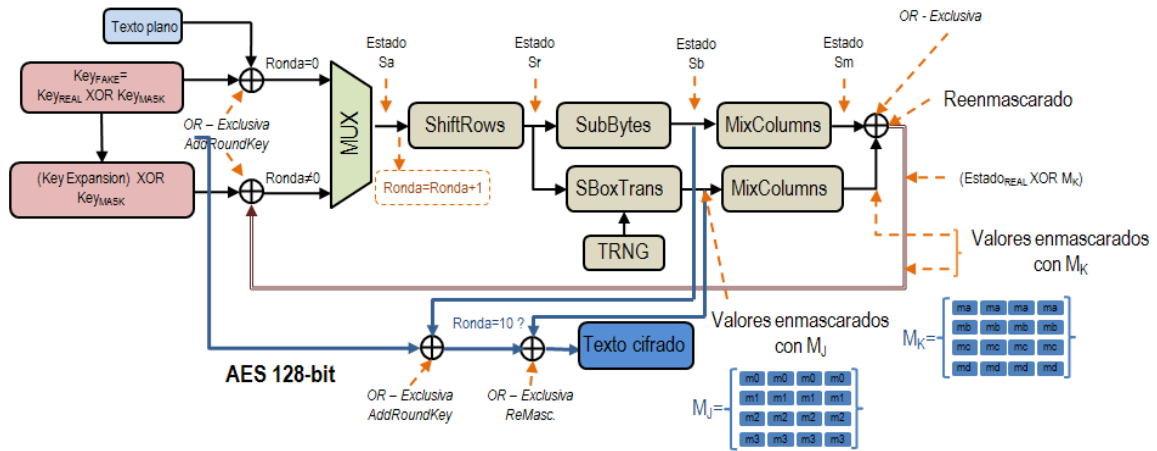 Texto plano
OR - Exclusiva
Estado
Sa
Estado
Sr
Estado
Sb
Estado
Sm
KeyFAKE=
KeyREAL XOR KeyMASK
Ronda=0
Reenmascarado
MUX
ShiftRows
SubBytes
MixColumns
OR – Exclusiva
AddRoundKey
(Key Expansion) XOR
KeyMASK
Ronda≠0
Ronda=Ronda+1
SBoxTrans
MixColumns
(EstadoREAL XOR MK)
TRNG
Valores enmascarados
con MK
Ronda=10 ?
Texto cifrado
Valores enmascarados
con MJ
MK=
ma ma ma ma
mb mb mb mb
mc mc mc mc
md md md md
AES 128-bit
OR – Exclusiva
AddRoundKey
OR – Exclusiva
ReMasc.
MJ=
m0 m0 m0 m0
m1 m1 m1 m1
m2 m2 m2 m2
m3 m3 m3 m3